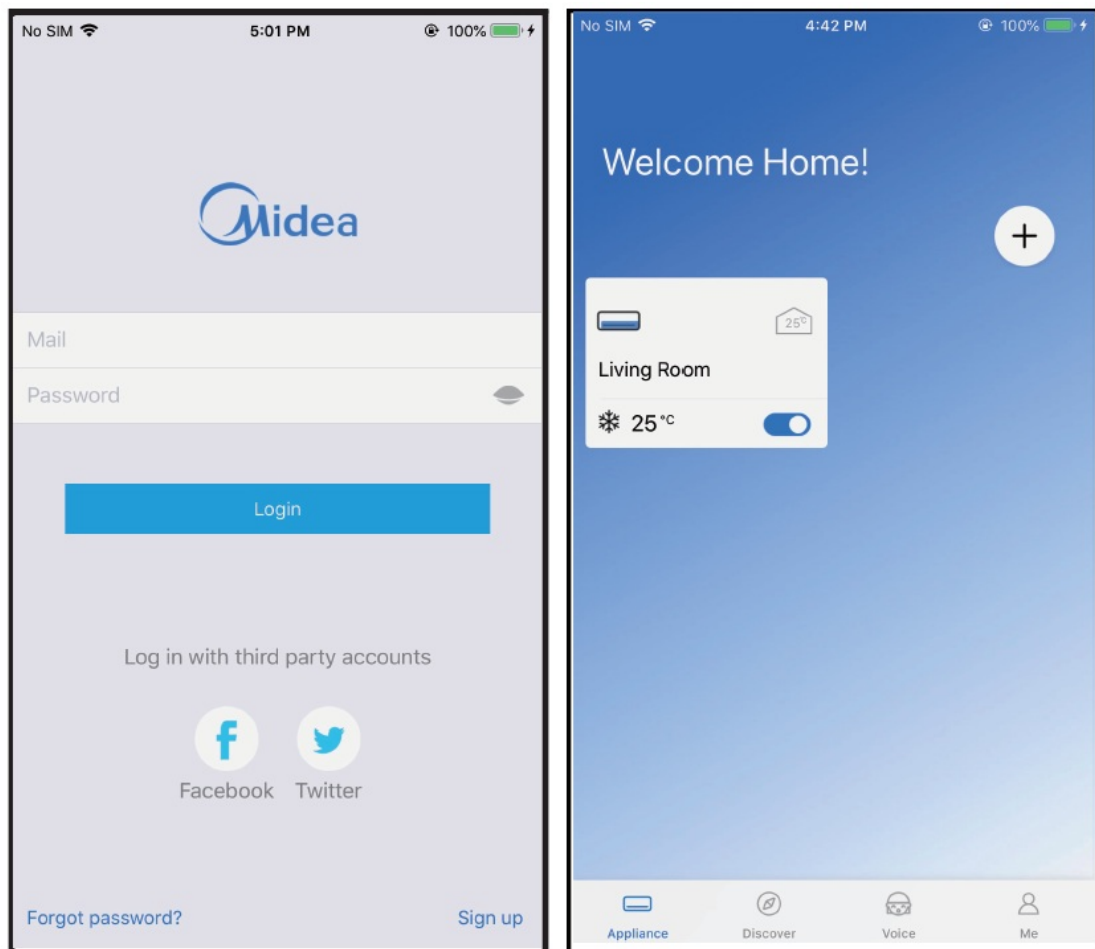 No SIM 5:01 PM 100%
Midea
Mail
Password
Login
Log in with third party accounts
Facebook Twitter
Forgot password? Sign up
No SIM 4:42 PM 100%
Welcome Home!
+
25°C
Living Room
25°C
Appliance Discover Voice Me